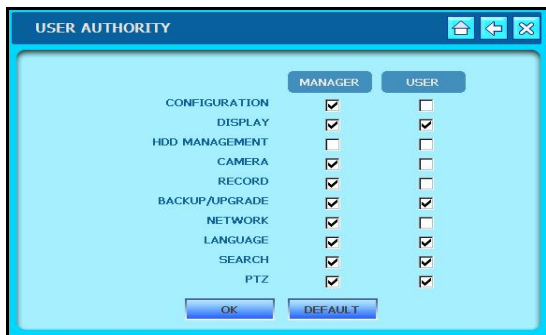 USER AUTHORITY
MANAGER USER
CONFIGURATION
DISPLAY
HDD MANAGEMENT
CAMERA
RECORD
BACKUP/UPGRADE
NETWORK
LANGUAGE
SEARCH
PTZ
OK DEFAULT